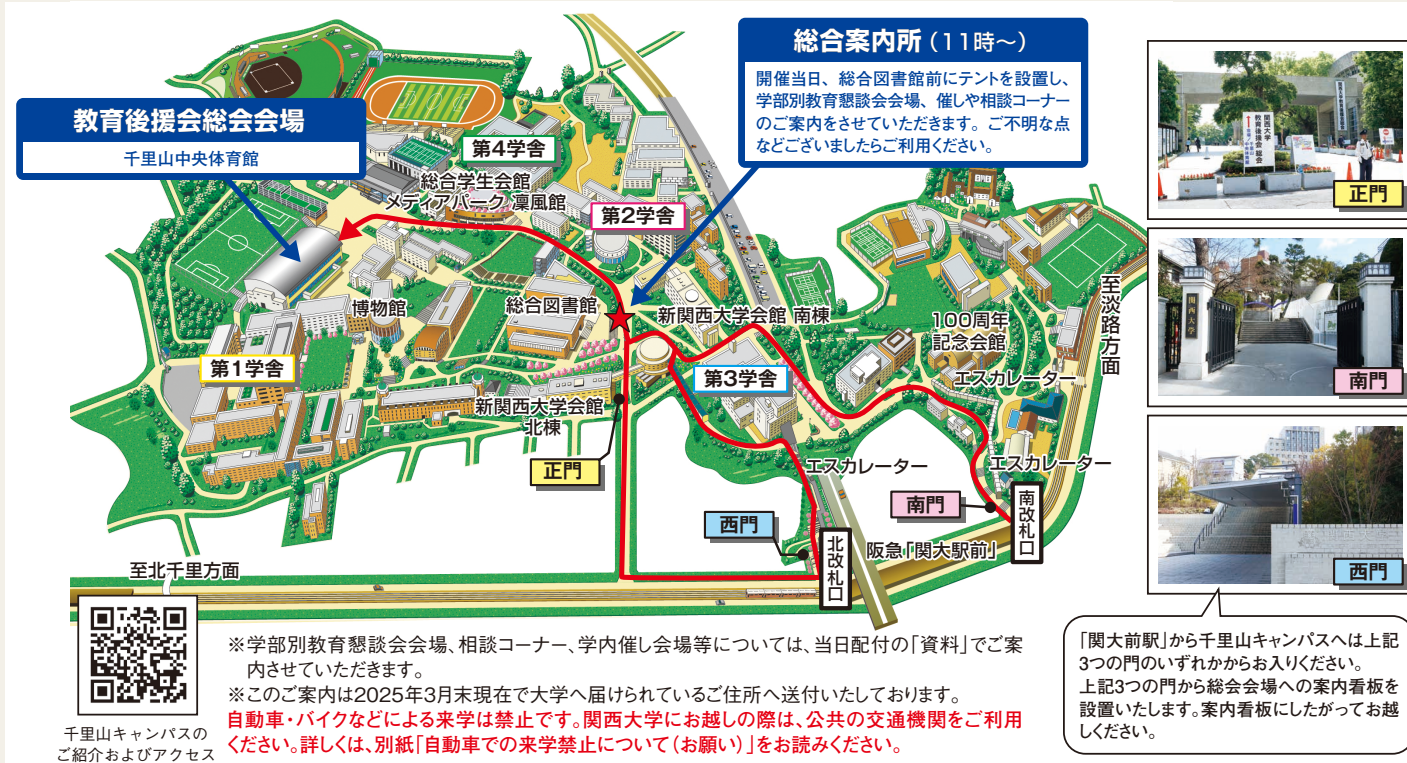 教育後援会総会会場
千里山中央体育館
総合案内所（11時〜）
開催当日、総合図書館前にテントを設置し、
学部別教育懇談会会場、催しや相談コーナー
のご案内をさせていただきます。ご不明な点
などございましたらご利用ください。
第4学舎
総合学生会館
メディアパーク 凜風館
第2学舎
博物館
総合図書館
新関西大学会館 南棟
100周年
記念会館
至淡路方面
第1学舎
第3学舎
エスカレーター
新関西大学会館
北棟
正門
エスカレーター
エスカレーター
南門
南改札口
西門
北改札口
阪急「関大駅前」
至北千里方面
千里山キャンパスの
ご紹介およびアクセス
※学部別教育懇談会会場、相談コーナー、学内催し会場等については、当日配付の「資料」でご案
内させていただきます。
※このご案内は2025年3月末現在で大学へ届けられているご住所へ送付いたしております。
自動車・バイクなどによる来学は禁止です。関西大学にお越しの際は、公共の交通機関をご利用
ください。詳しくは、別紙「自動車での来学禁止について（お願い）」をお読みください。
関西大学
教育後援会総会
正門
関西大学
南門
西門
「関大前駅」から千里山キャンパスへは上記
3つの門のいずれかからお入りください。
上記3つの門から総会会場への案内看板を
設置いたします。案内看板にしたがってお越
しください。